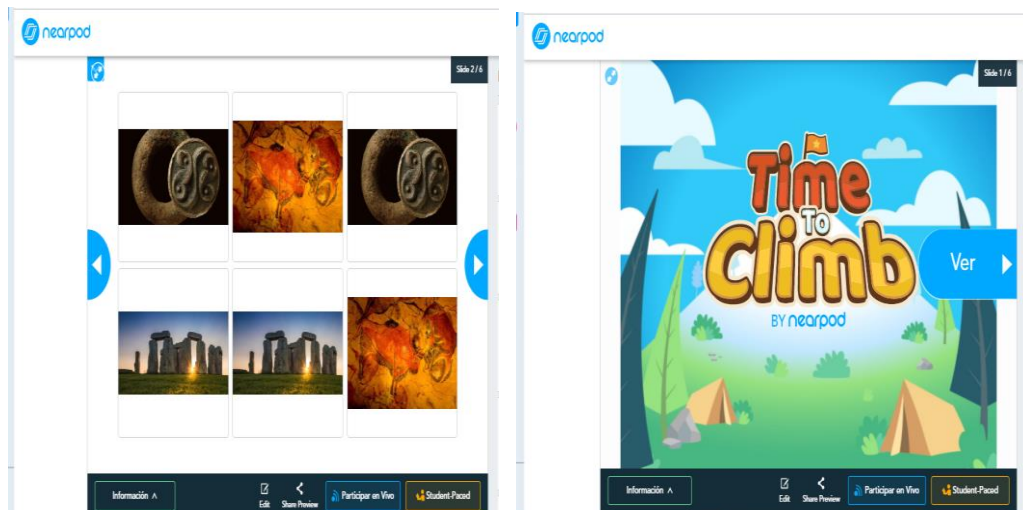 nearpod
Slide 2/6
Información
Edit
Share Preview
Participar en Vivo
Student-Paced
nearpod
Slide 1/6
Time
To
Climb
BY nearpod
Ver
Información
Edit
Share Preview
Participar en Vivo
Student-Paced